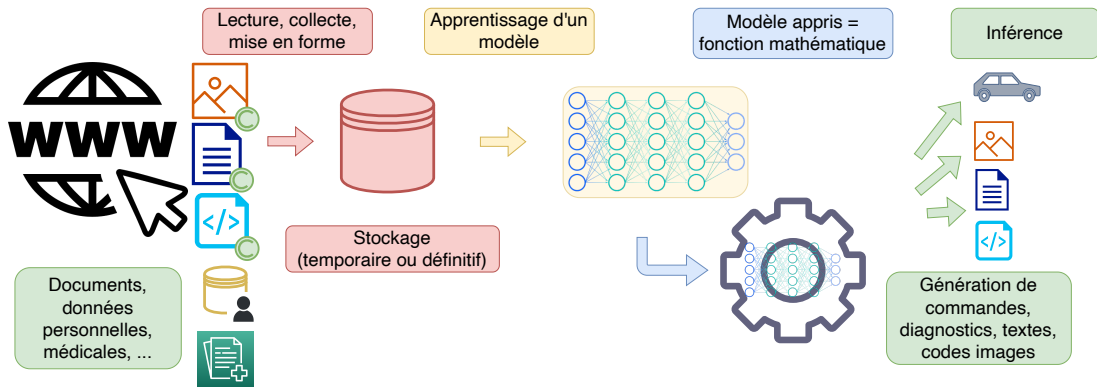 Lecture, collecte,
mise en forme
Apprentissage d'un
modèle
Modèle appris =
fonction mathématique
Inférence
WWW
C
C
</>
C
Stockage
(temporaire ou définitif)
Documents,
données
personnelles,
médicales, ...
</>
Génération de
commandes,
diagnostics, textes,
codes images